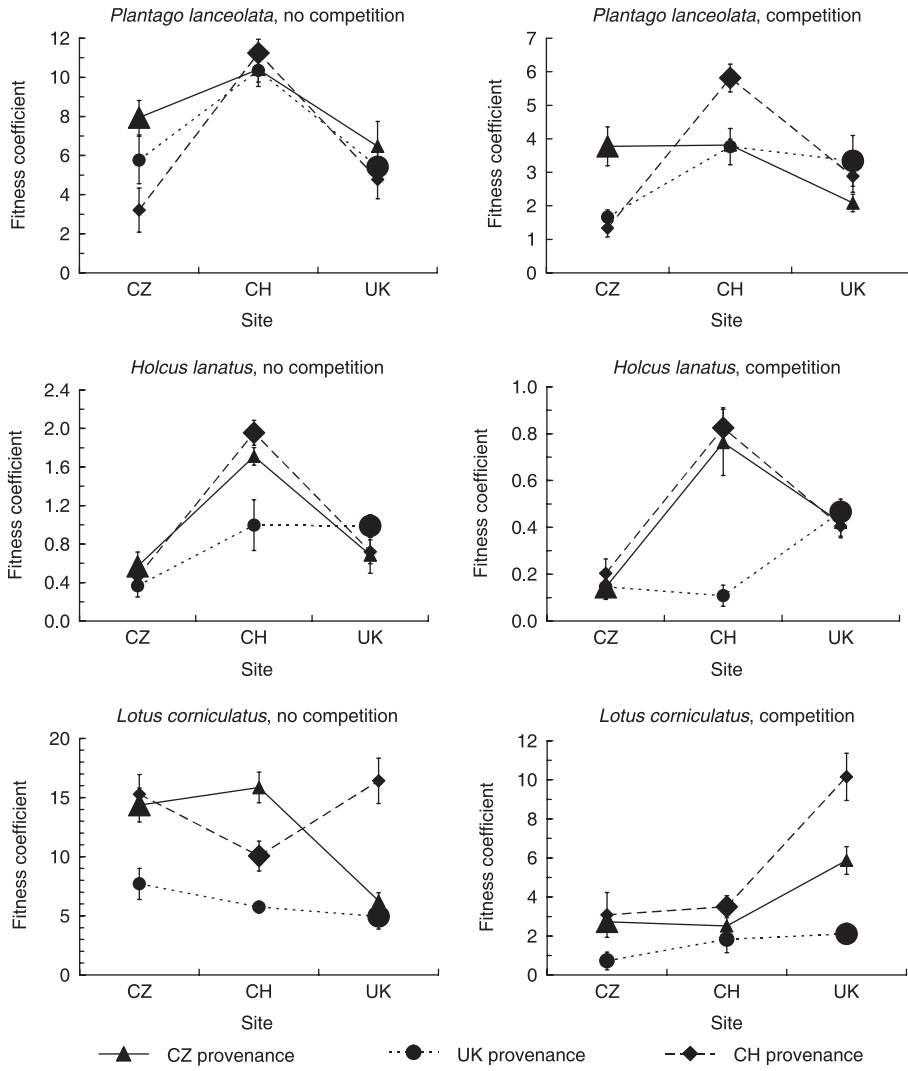 Plantago lanceolata, no competition
12
10
8
6
4
2
0
Fitness coefficient
CZ CH UK
Site
Plantago lanceolata, competition
7
6
5
4
3
2
1
0
Fitness coefficient
CZ CH UK
Site
Holcus lanatus, no competition
2.4
2.0
1.6
1.2
0.8
0.4
0.0
Fitness coefficient
CZ CH UK
Site
Holcus lanatus, competition
1.0
0.8
0.6
0.4
0.2
0.0
Fitness coefficient
CZ CH UK
Site
Lotus corniculatus, no competition
20
15
10
5
0
Fitness coefficient
CZ CH UK
Site
Lotus corniculatus, competition
12
10
8
6
4
2
0
Fitness coefficient
CZ CH UK
Site
CZ provenance UK provenance CH provenance